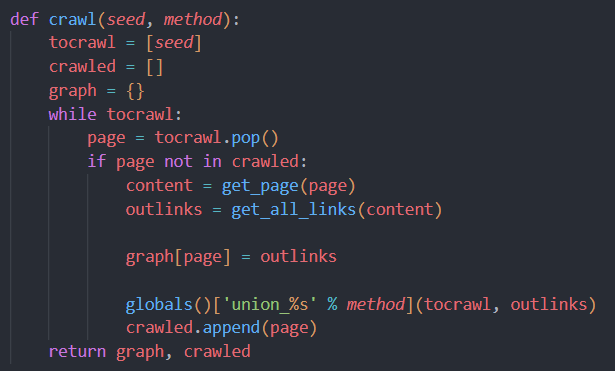 def crawl(seed, method):
    tocrawl = [seed]
    crawled = []
    graph = {}
    while tocrawl:
        page = tocrawl.pop()
        if page not in crawled:
            content = get_page(page)
            outlinks = get_all_links(content)

            graph[page] = outlinks

            globals()['union_%s' % method](tocrawl, outlinks)
            crawled.append(page)
    return graph, crawled